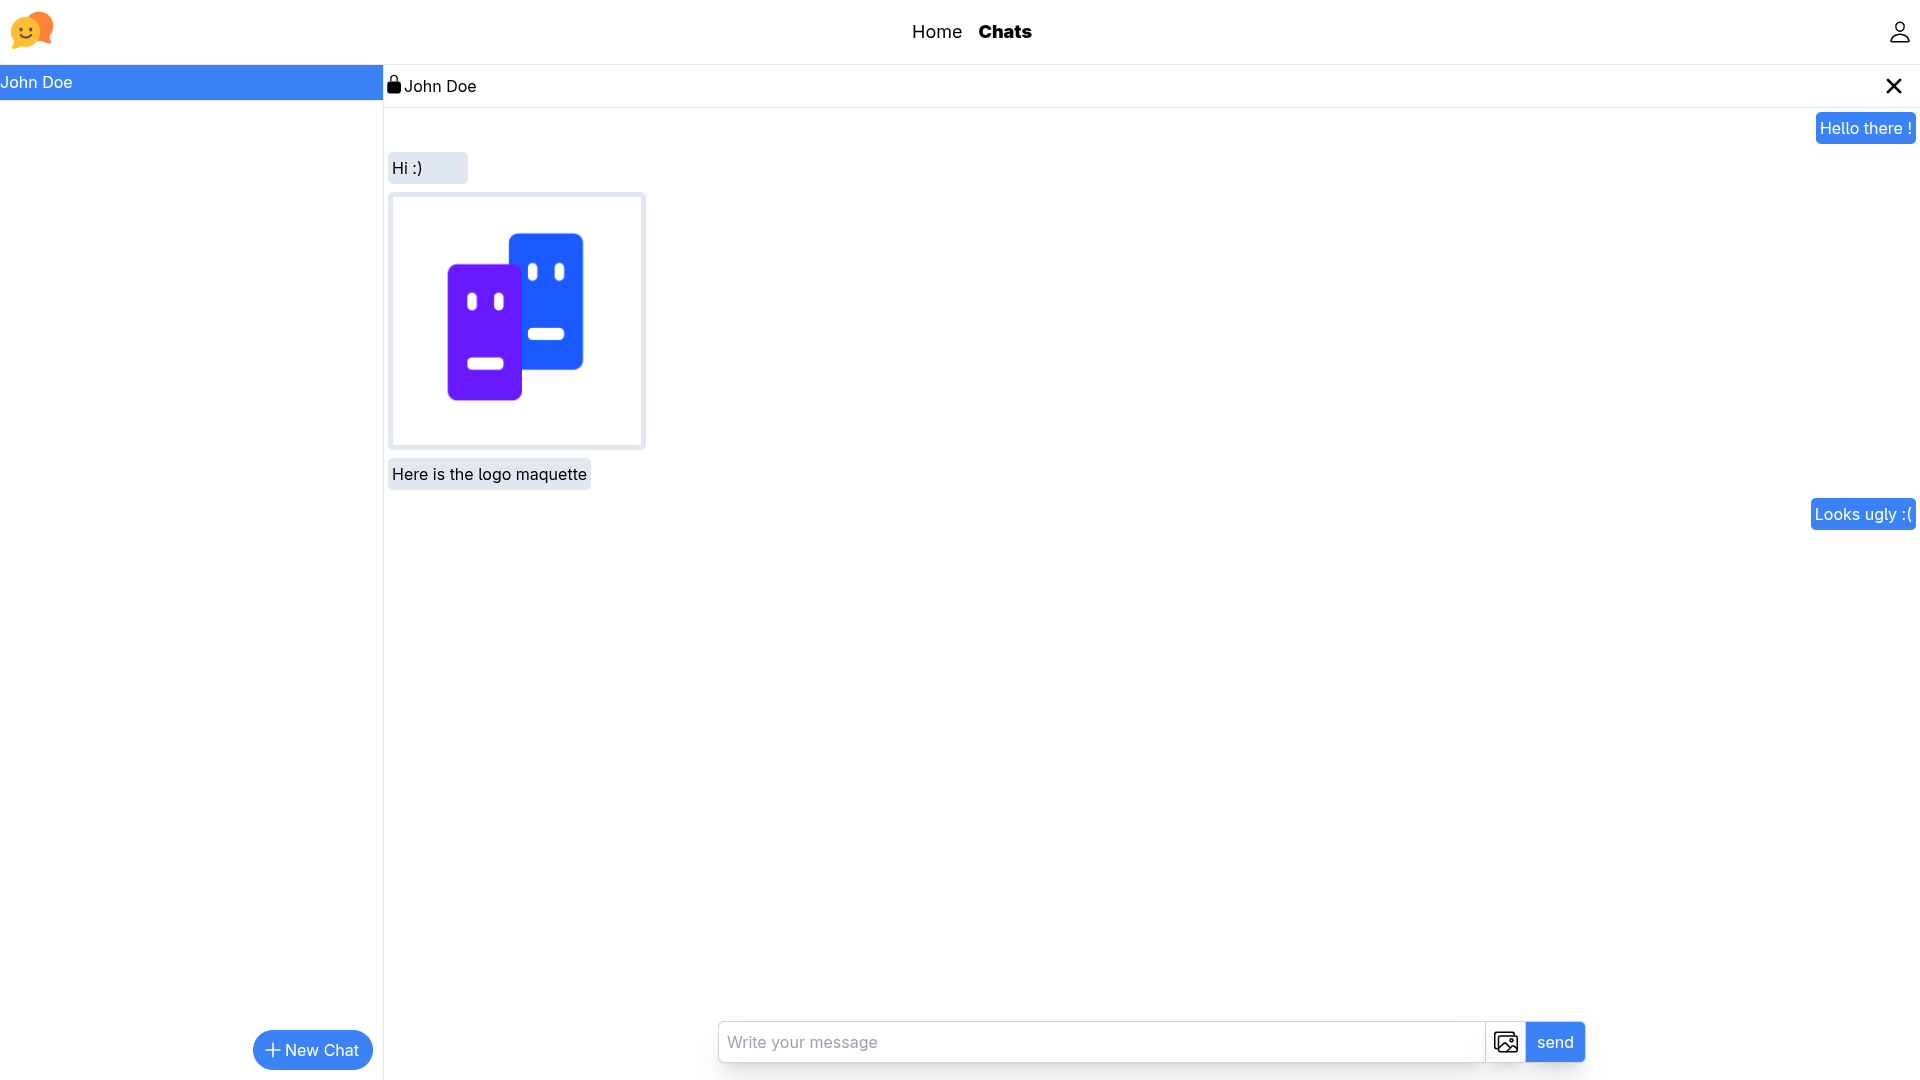 Home Chats
John Doe
John Doe
Hello there !
Hi :)
Here is the logo maquette
Looks ugly :(
New Chat
Write your message
send